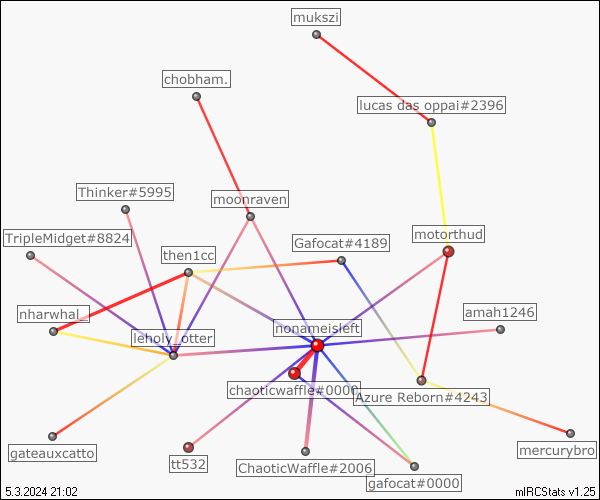 mukszi
chobham.
lucas das oppai#2396
Thinker#5995
moonraven
TripleMidget#8824
then1cc
Gafocat#4189
motorthud
nharwhal_
leholy_otter
nonameisleft
amah1246
chaoticwaffle#0000
Azure Reborn#4243
gateauxcatto
tt532
ChaoticWaffle#2006
gafocat#0000
mercurybro
5.3.2024 21:02
mIRCStats v1.25